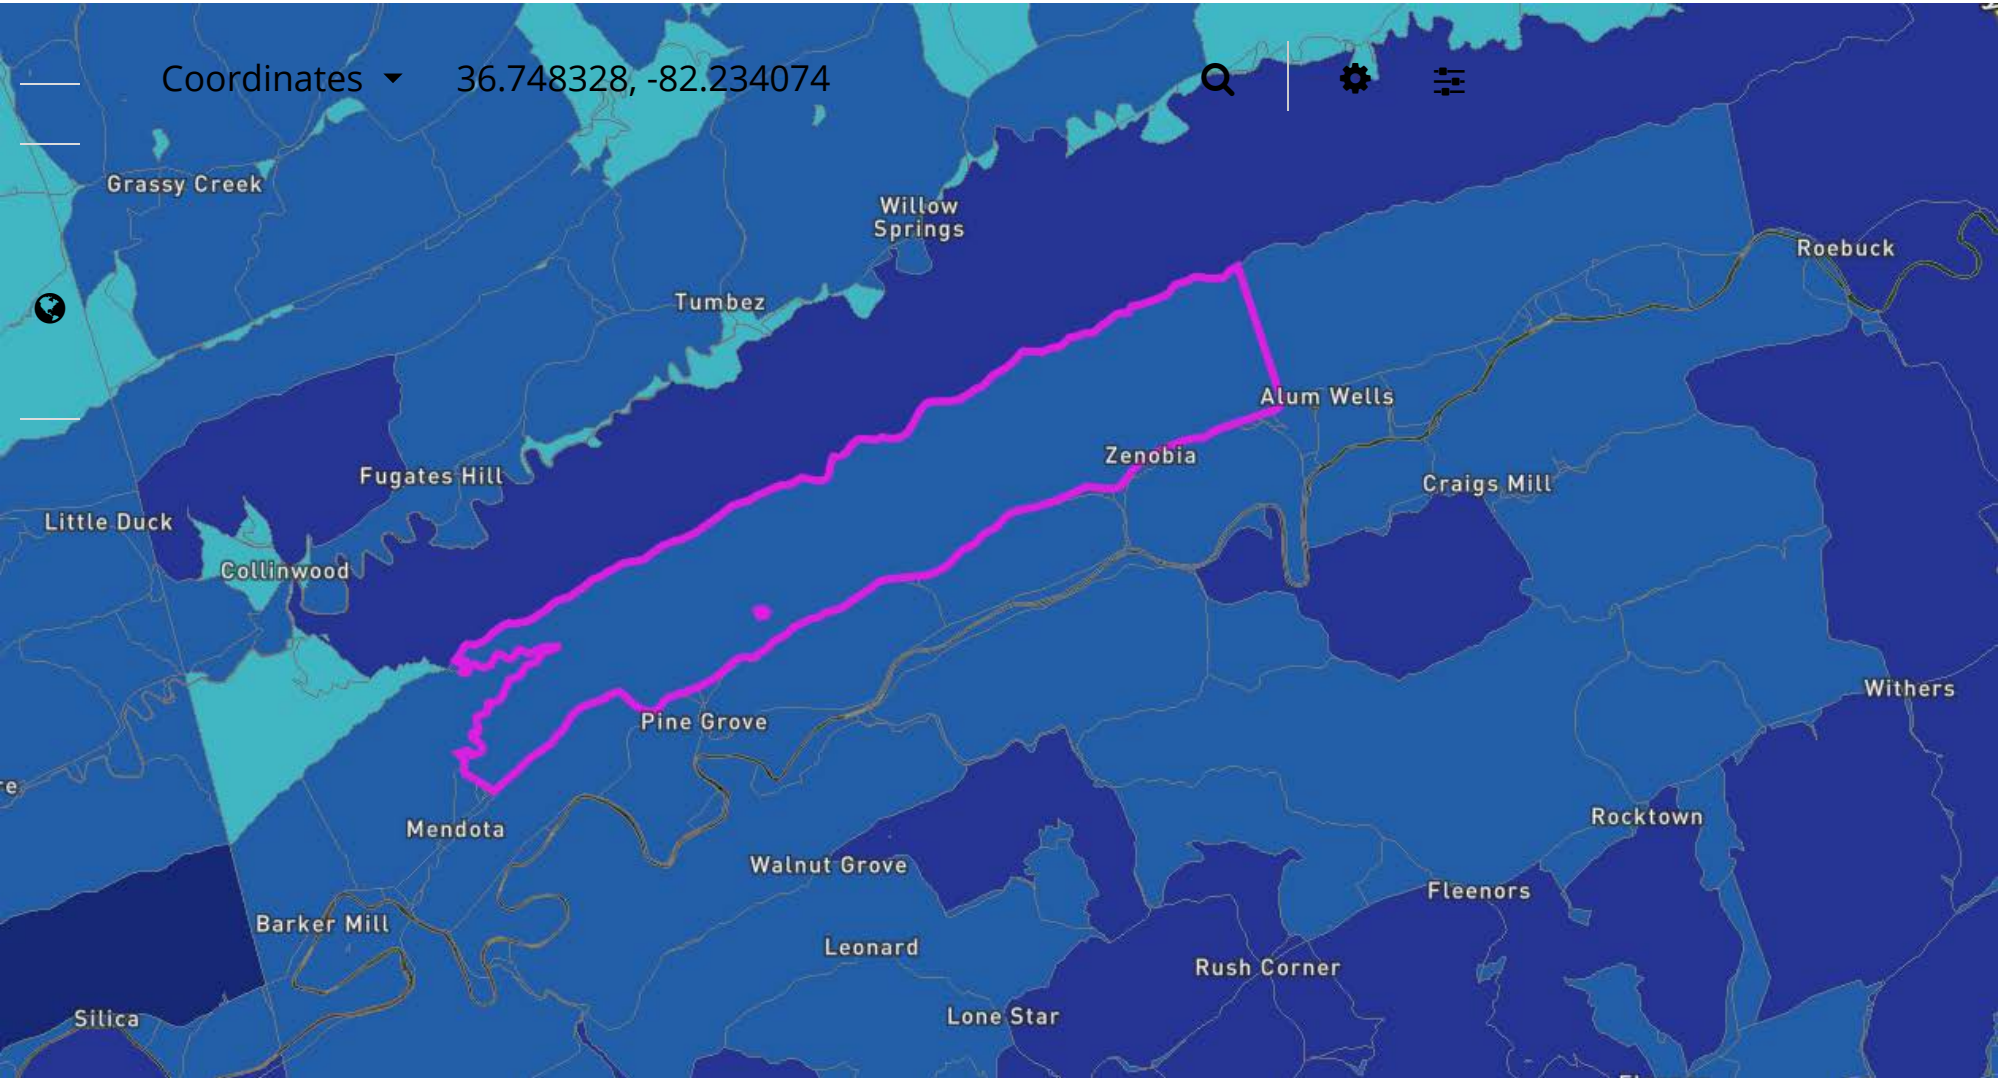 Coordinates 36.748328, -82.234074
Grassy Creek
Willow
Springs
Roebuck
Tumbez
Alum Wells
Zenobia
Fugates Hill
Craigs Mill
Little Duck
Collinwood
Withers
Pine Grove
re
Rocktown
Mendota
Walnut Grove
Fleenors
Barker Mill
Leonard
Rush Corner
Silica
Lone Star